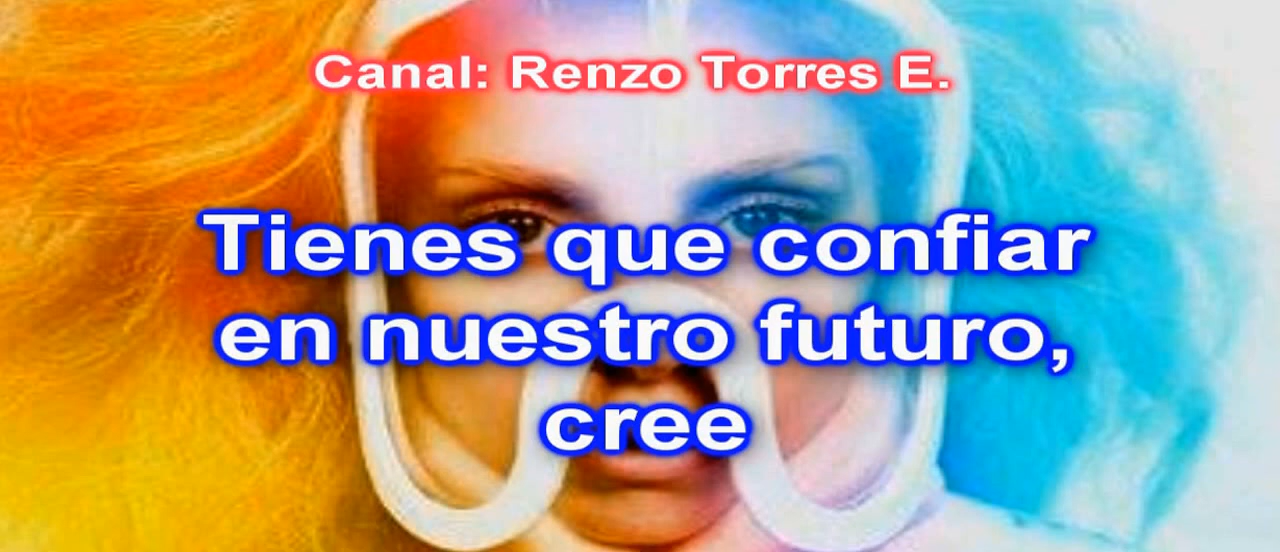 Canal: Renzo Torres E.
Tienes que confiar
en nuestro futuro,
cree